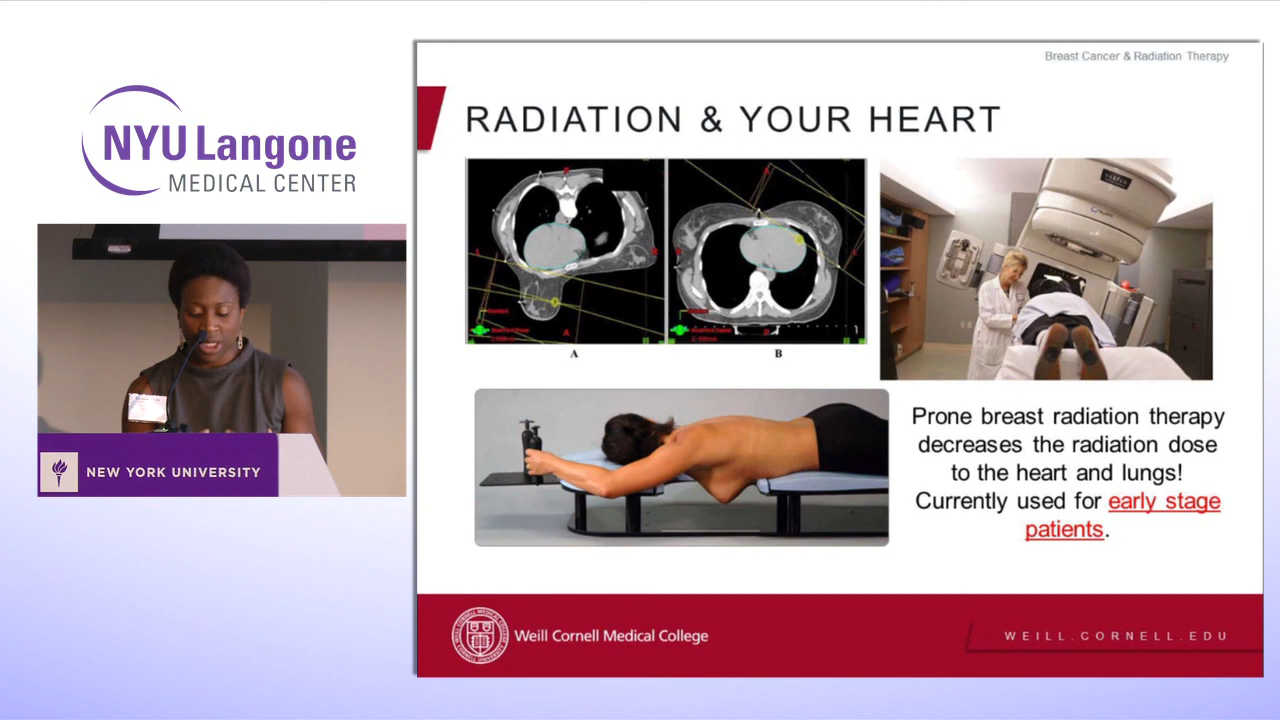 NYU Langone
MEDICAL CENTER
NEW YORK UNIVERSITY
Breast Cancer & Radiation Therapy
RADIATION & YOUR HEART
A
B
Prone breast radiation therapy
decreases the radiation dose
to the heart and lungs!
Currently used for early stage
patients.
Weill Cornell Medical College
WEILL.CORNELL.EDU